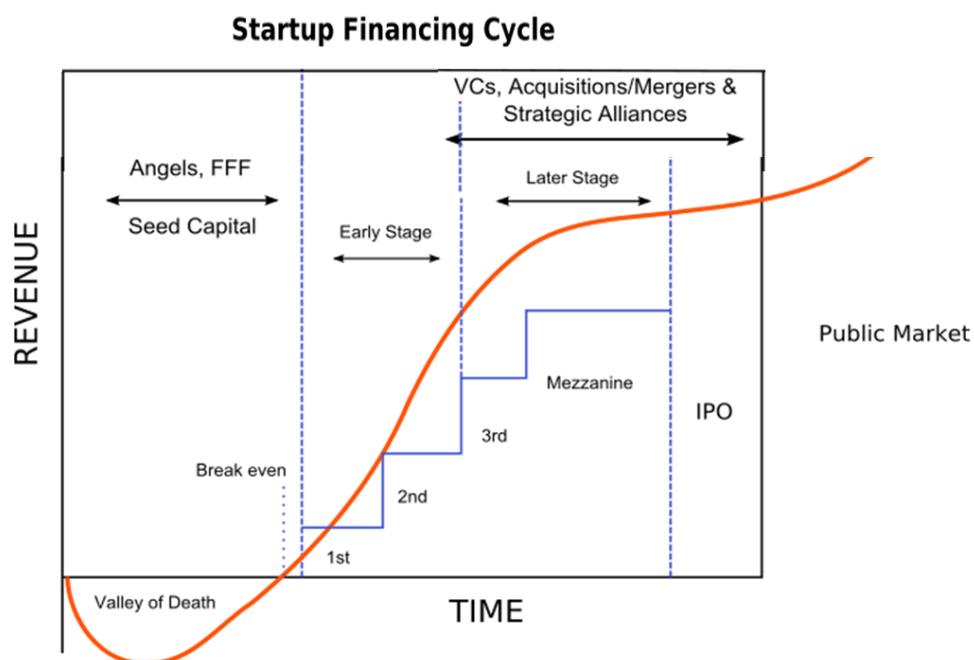 Startup Financing Cycle
VCs, Acquisitions/Mergers &
Strategic Alliances
Angels, FFF
Seed Capital
Later Stage
Early Stage
REVENUE
Public Market
Mezzanine
IPO
3rd
Break even
2nd
1st
Valley of Death
TIME